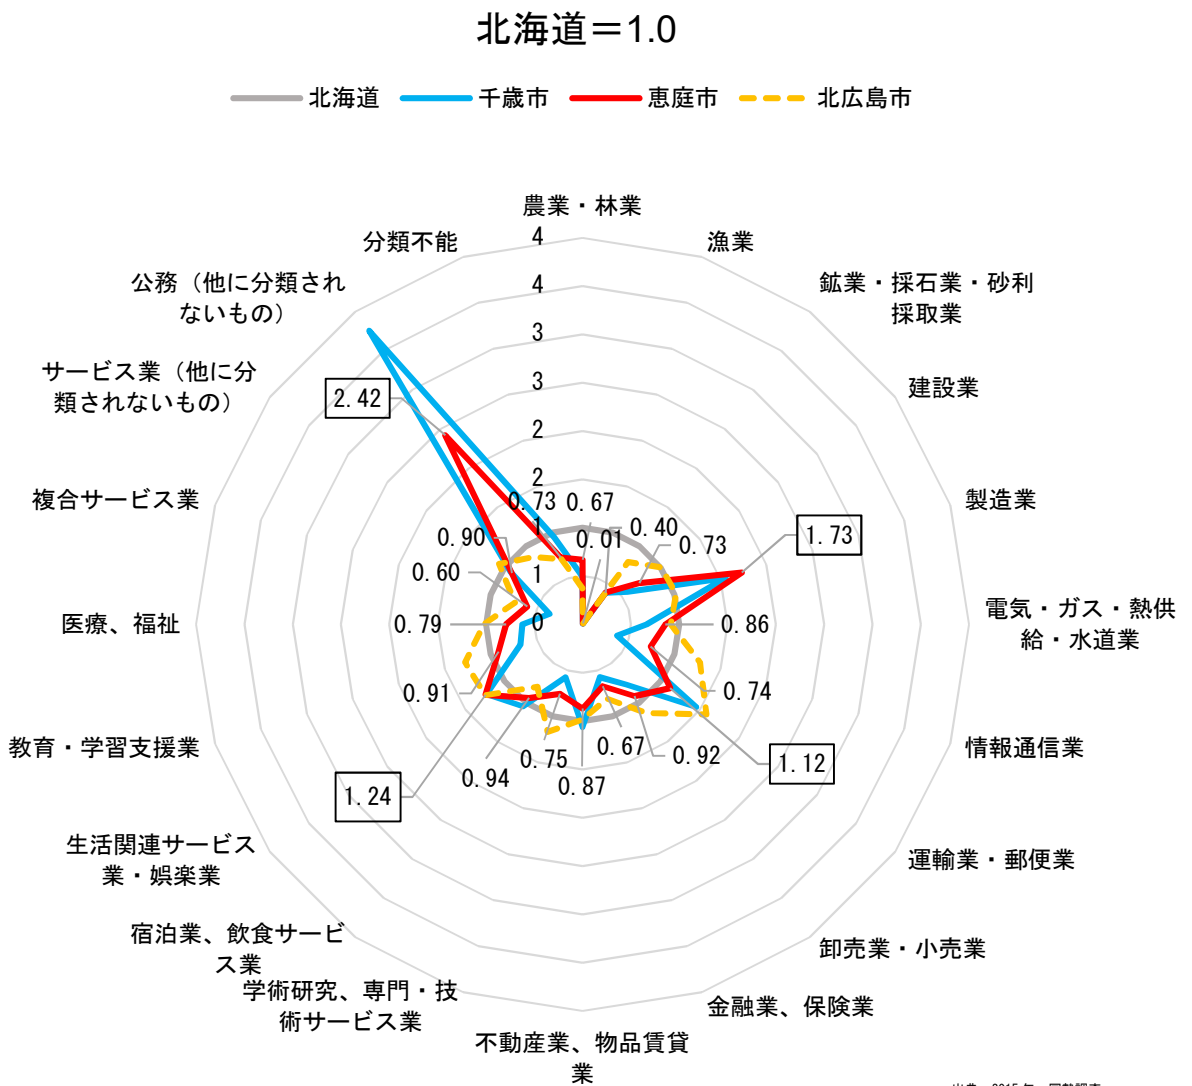 北海道＝1.0
北海道 千歳市 恵庭市 北広島市
農業・林業
漁業
鉱業・採石業・砂利
採取業
建設業
製造業
電気・ガス・熱供
給・水道業
情報通信業
運輸業・郵便業
卸売業・小売業
金融業、保険業
不動産業、物品賃貸
業
学術研究、専門・技
術サービス業
宿泊業、飲食サービ
ス業
生活関連サービス
業・娯楽業
教育・学習支援業
医療、福祉
複合サービス業
サービス業（他に分
類されないもの）
公務（他に分類され
ないもの）
分類不能
4
4
3
3
2
2
1
1
0
0.67
0.01
0.40
0.73
1.73
0.86
0.74
1.12
0.92
0.67
0.87
0.75
0.94
1.24
0.91
0.79
0.60
0.90
2.42
0.73